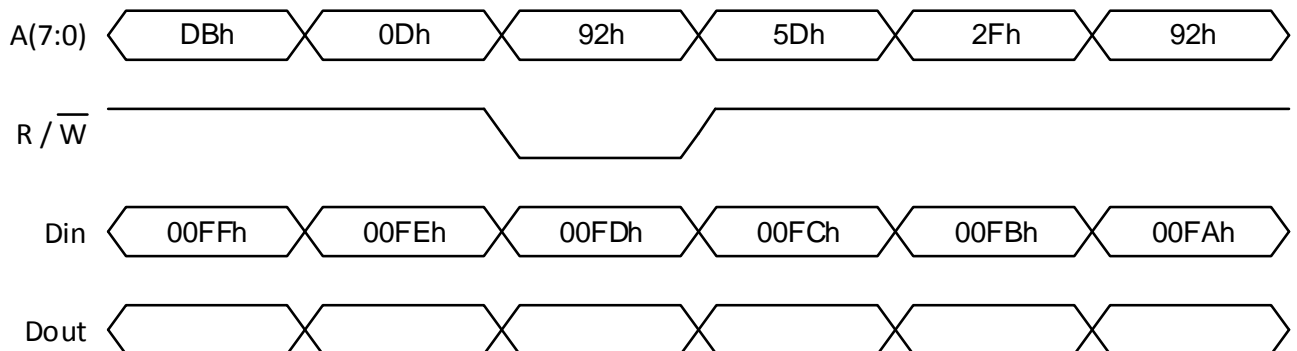 A(7:0) DBh 0Dh 92h 5Dh 2Fh 92h
R / W̅
Din 00FFh 00FEh 00FDh 00FCh 00FBh 00FAh
Dout